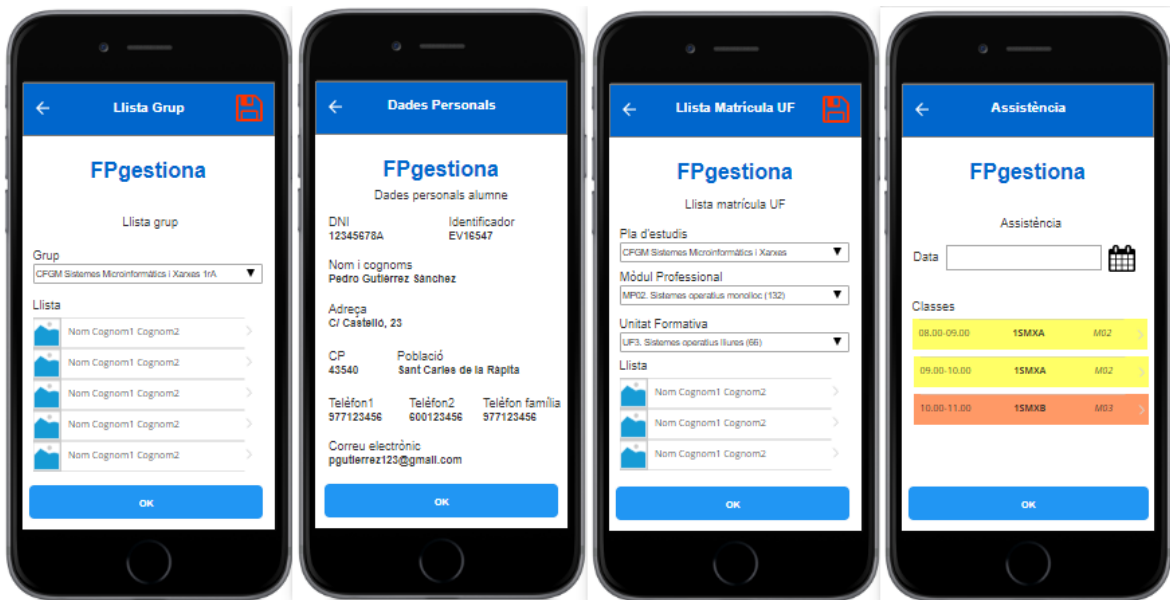 Llista Grup
FPgestiona
Llista grup
Grup
CFGM Sistemes Microinformàtics i Xarxes 1rA
Llista
Nom Cognom1 Cognom2
Nom Cognom1 Cognom2
Nom Cognom1 Cognom2
Nom Cognom1 Cognom2
Nom Cognom1 Cognom2
OK
Dades Personals
FPgestiona
Dades personals alumne
DNI Identificador
12345678A EV16547
Nom i cognoms
Pedro Gutiérrez Sánchez
Adreça
C/ Castelló, 23
CP Població
43540 Sant Carles de la Ràpita
Telèfon1 Telèfon2 Telèfon família
977123456 600123456 977123456
Correu electrònic
pgutierrez123@gmail.com
OK
Llista Matrícula UF
FPgestiona
Llista matrícula UF
Pla d'estudis
CFGM Sistemes Microinformàtics i Xarxes
Mòdul Professional
MP02. Sistemes operatius monolloc (132)
Unitat Formativa
UF3. Sistemes operatius lliures (66)
Llista
Nom Cognom1 Cognom2
Nom Cognom1 Cognom2
Nom Cognom1 Cognom2
OK
Assistència
FPgestiona
Assistència
Data
Classes
08.00-09.00 1SMXA M02
09.00-10.00 1SMXA M02
10.00-11.00 1SMXB M03
OK